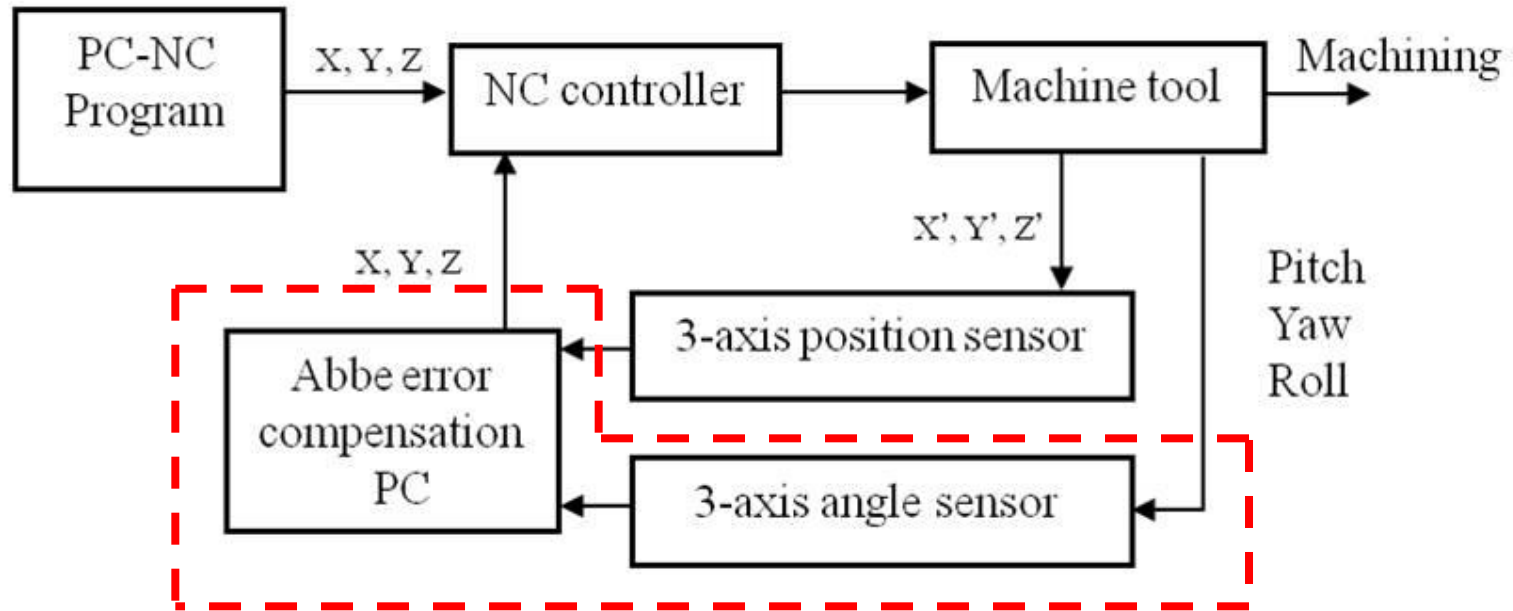 PC-NC
Program
X, Y, Z
NC controller
Machine tool
Machining
X, Y, Z
X’, Y’, Z’
Pitch
Yaw
Roll
3-axis position sensor
Abbe error
compensation
PC
3-axis angle sensor